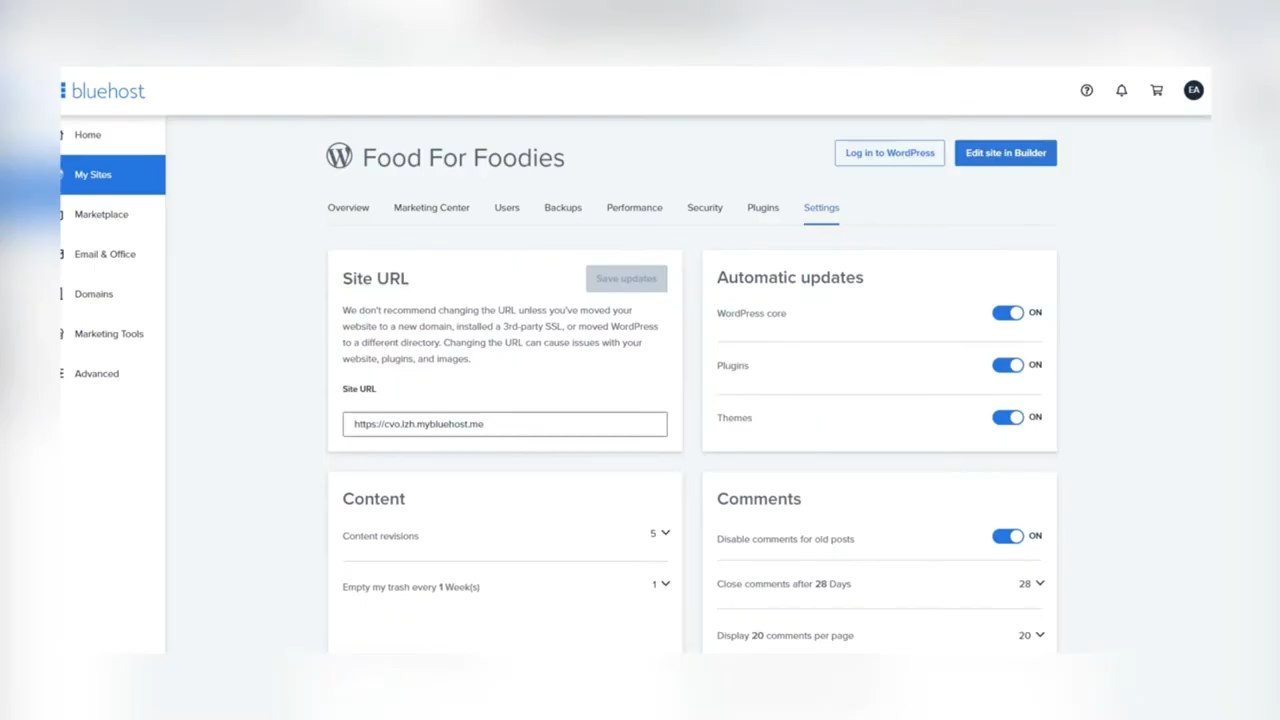 bluehost
EA
Home
My Sites
Marketplace
Email & Office
Domains
Marketing Tools
Advanced
Food For Foodies
Log in to WordPress
Edit site in Builder
Overview
Marketing Center
Users
Backups
Performance
Security
Plugins
Settings
Site URL
Save updates
We don't recommend changing the URL unless you've moved your
website to a new domain, installed a 3rd-party SSL, or moved WordPress
to a different directory. Changing the URL can cause issues with your
website, plugins, and images.
Site URL
https://cvo.lzh.mybluehost.me
Automatic updates
WordPress core
ON
Plugins
ON
Themes
ON
Content
Content revisions
5
Empty my trash every 1 Week(s)
1
Comments
Disable comments for old posts
ON
Close comments after 28 Days
28
Display 20 comments per page
20